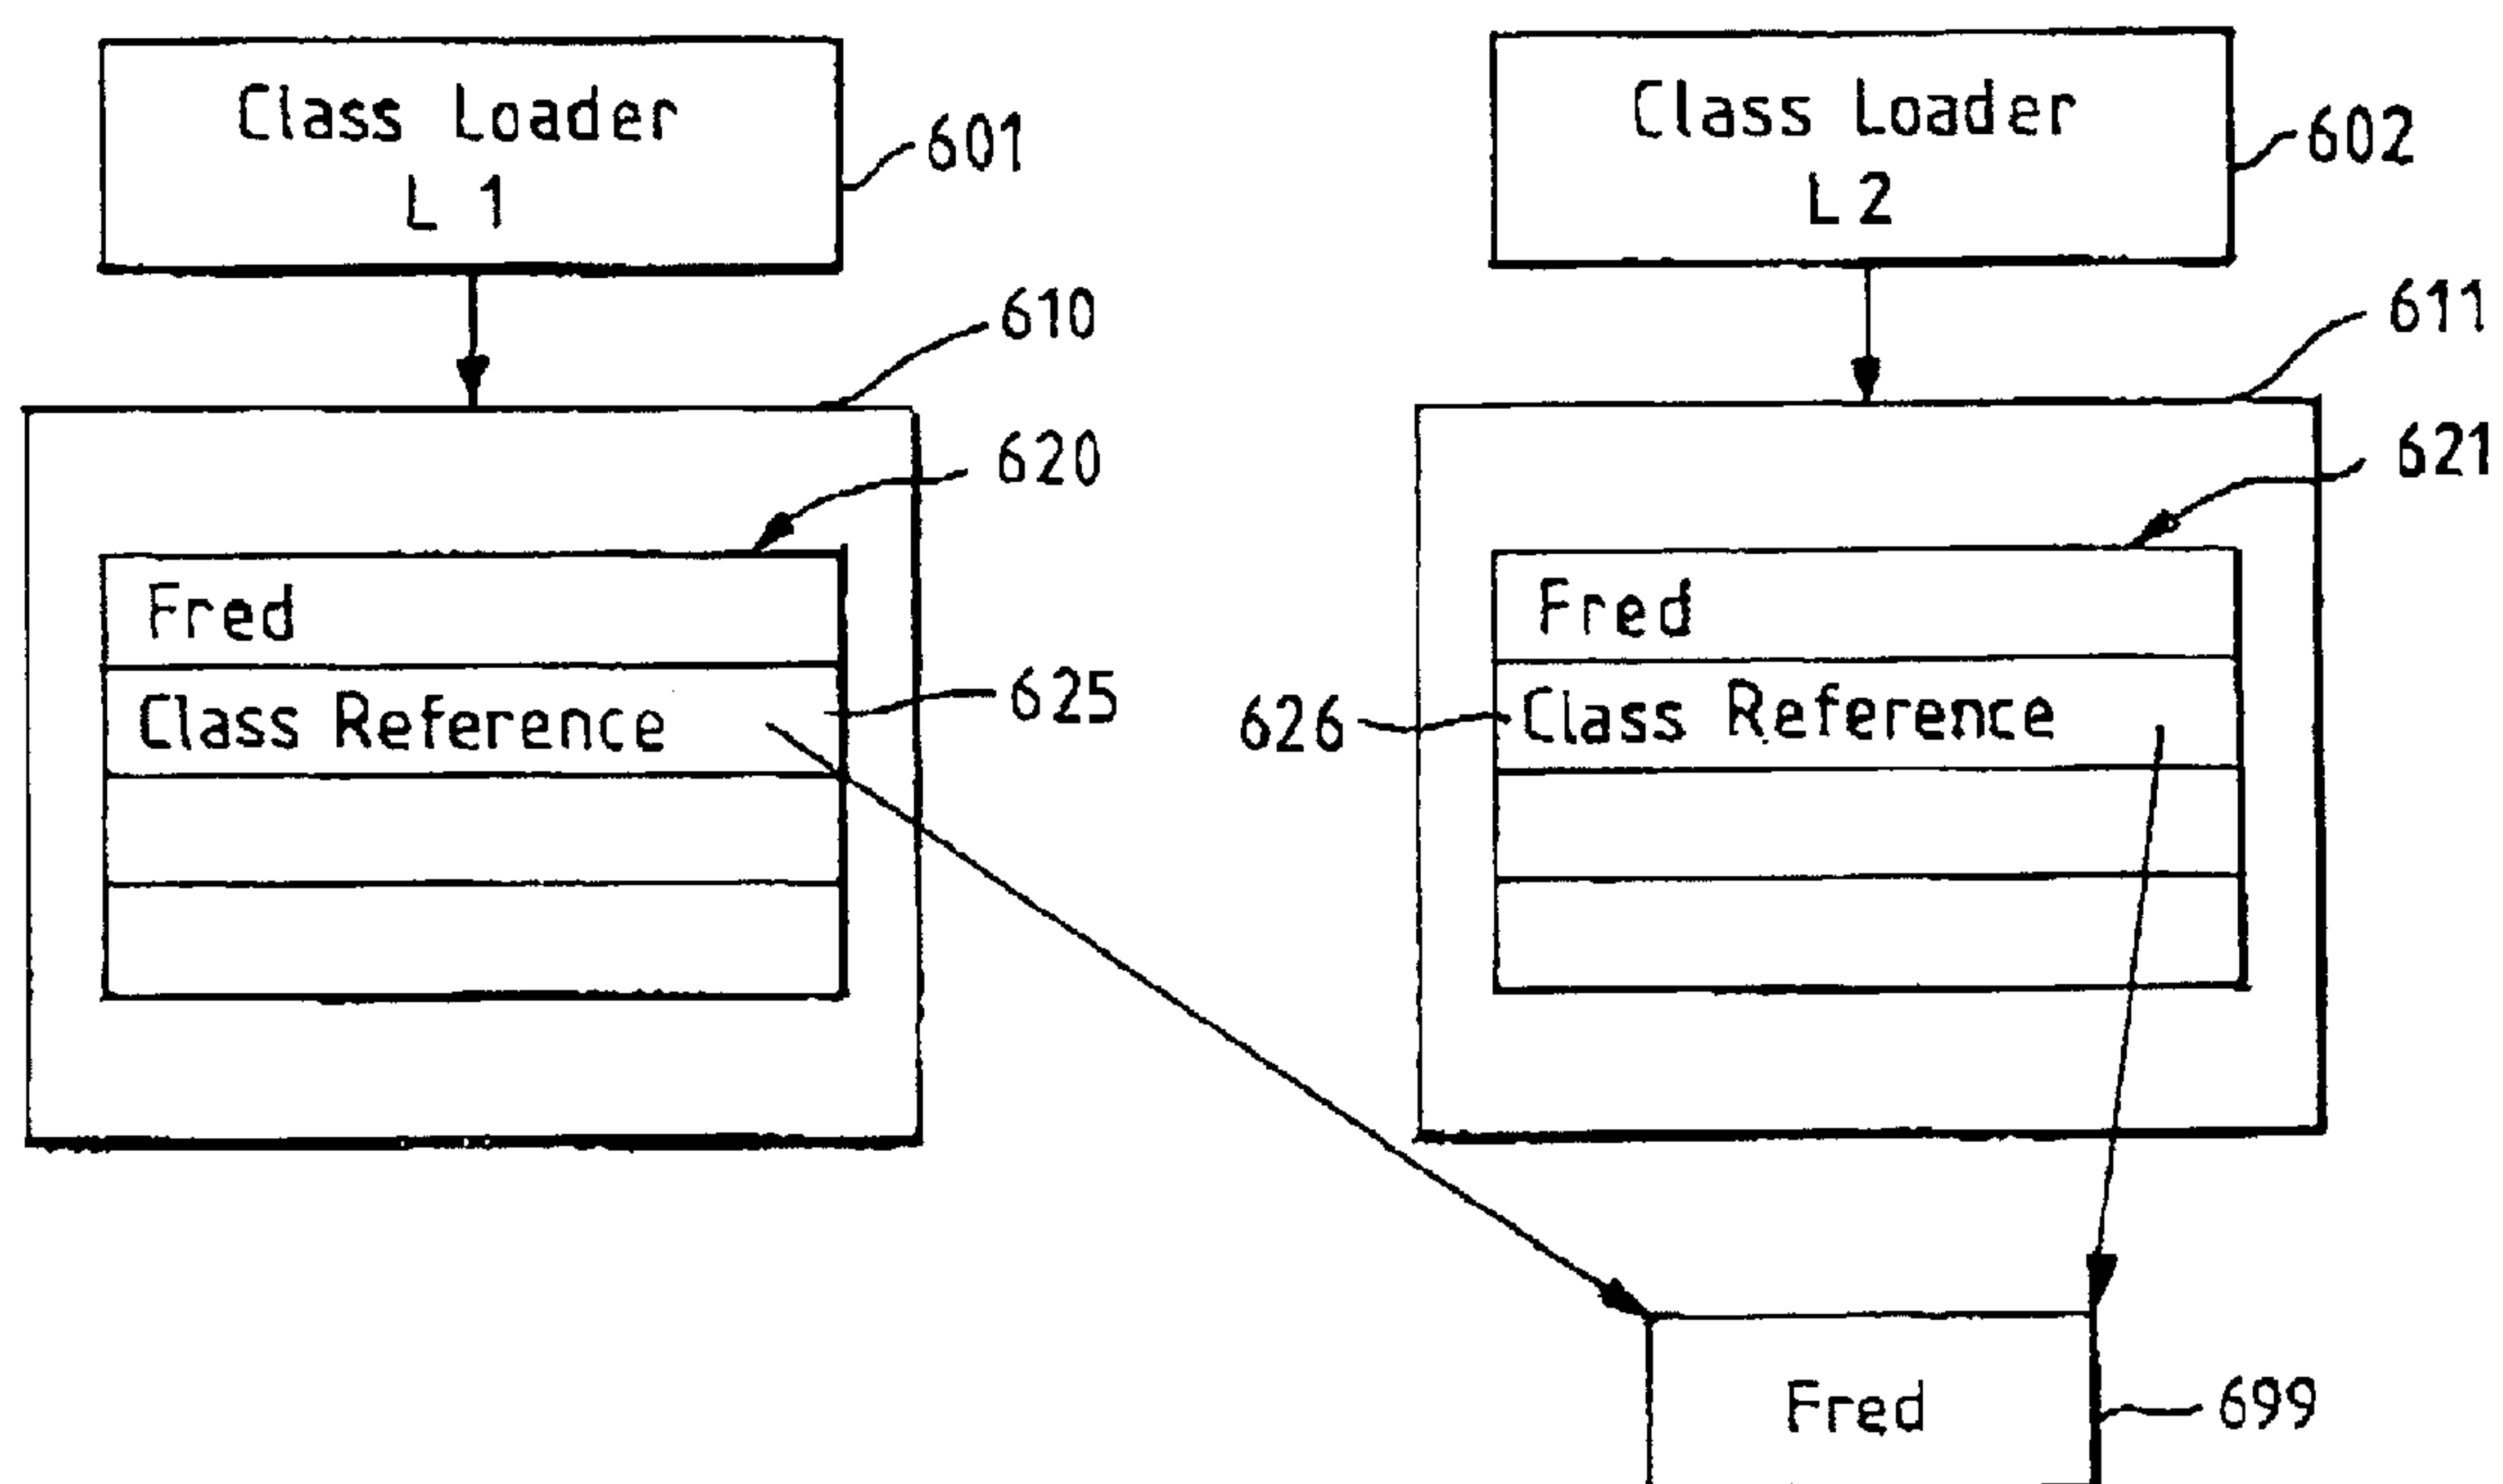 Class Loader
L 1
601
Class Loader
L 2
602
610
611
620
621
Fred
Class Reference
625
Fred
626
Class Reference
Fred
699